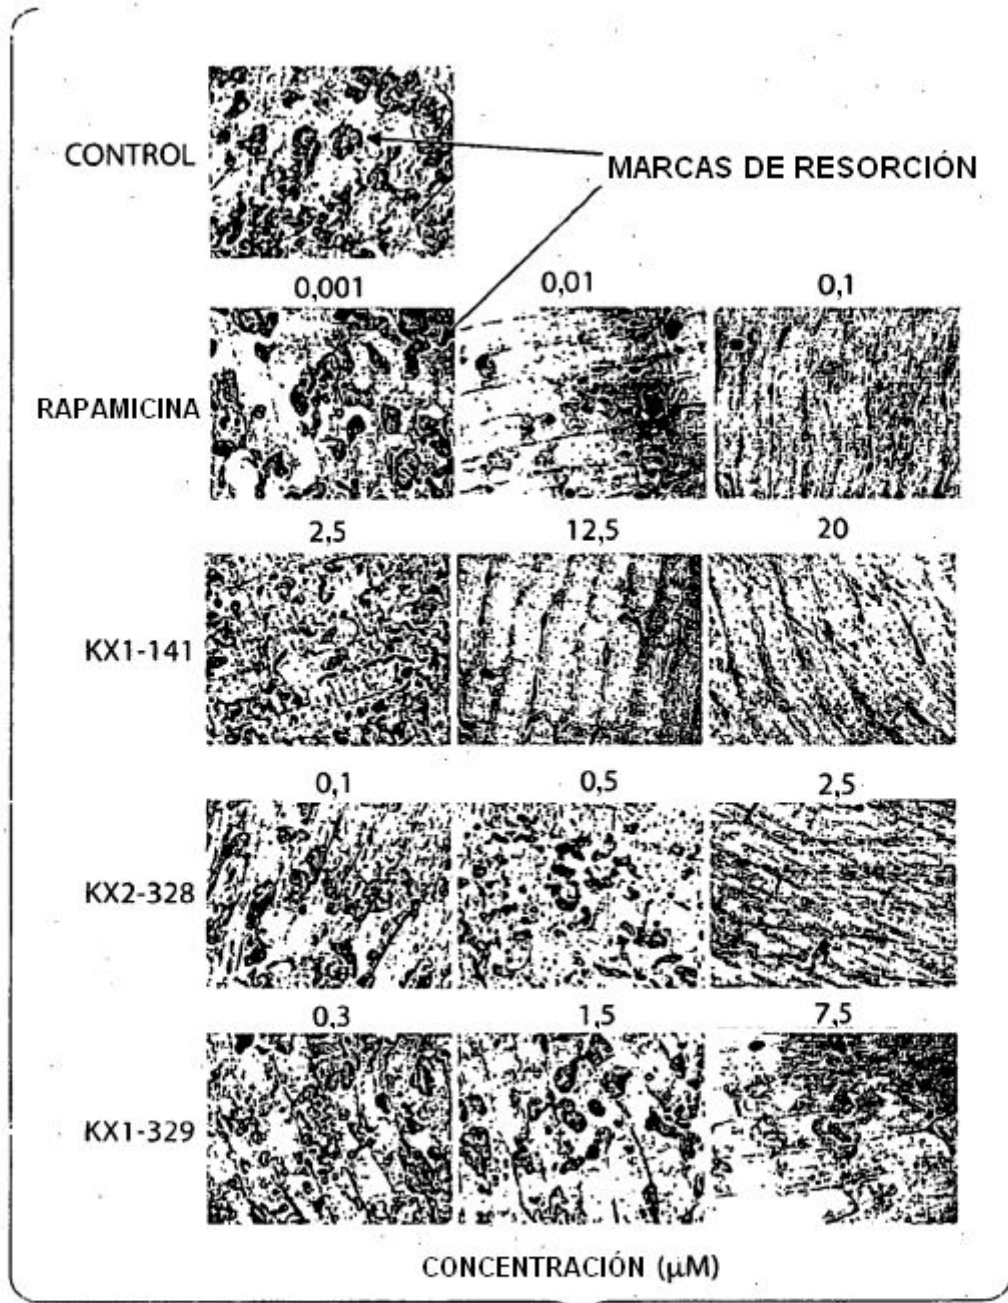 CONTROL
MARCAS DE RESORCIÓN
0,001 0,01 0,1
RAPAMICINA
2,5 12,5 20
KX1-141
0,1 0,5 2,5
KX2-328
0,3 1,5 7,5
KX1-329
CONCENTRACIÓN (µM)